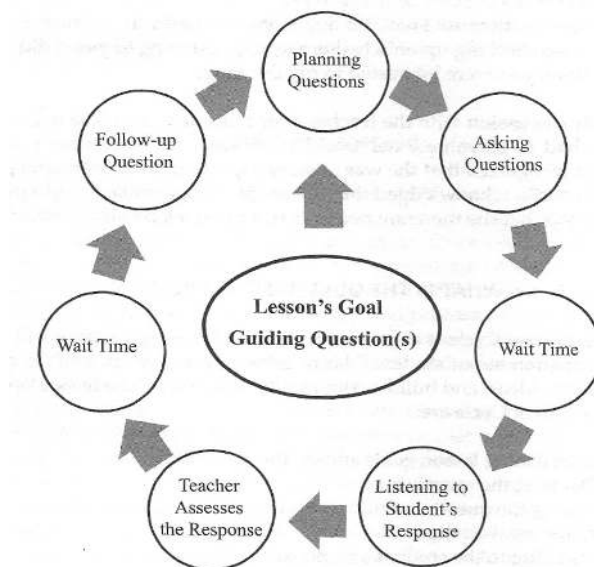 Planning
Questions
Asking
Questions
Wait Time
Listening to
Student's
Response
Teacher
Assesses
the Response
Wait Time
Follow-up
Question
Lesson's Goal
Guiding Question(s)